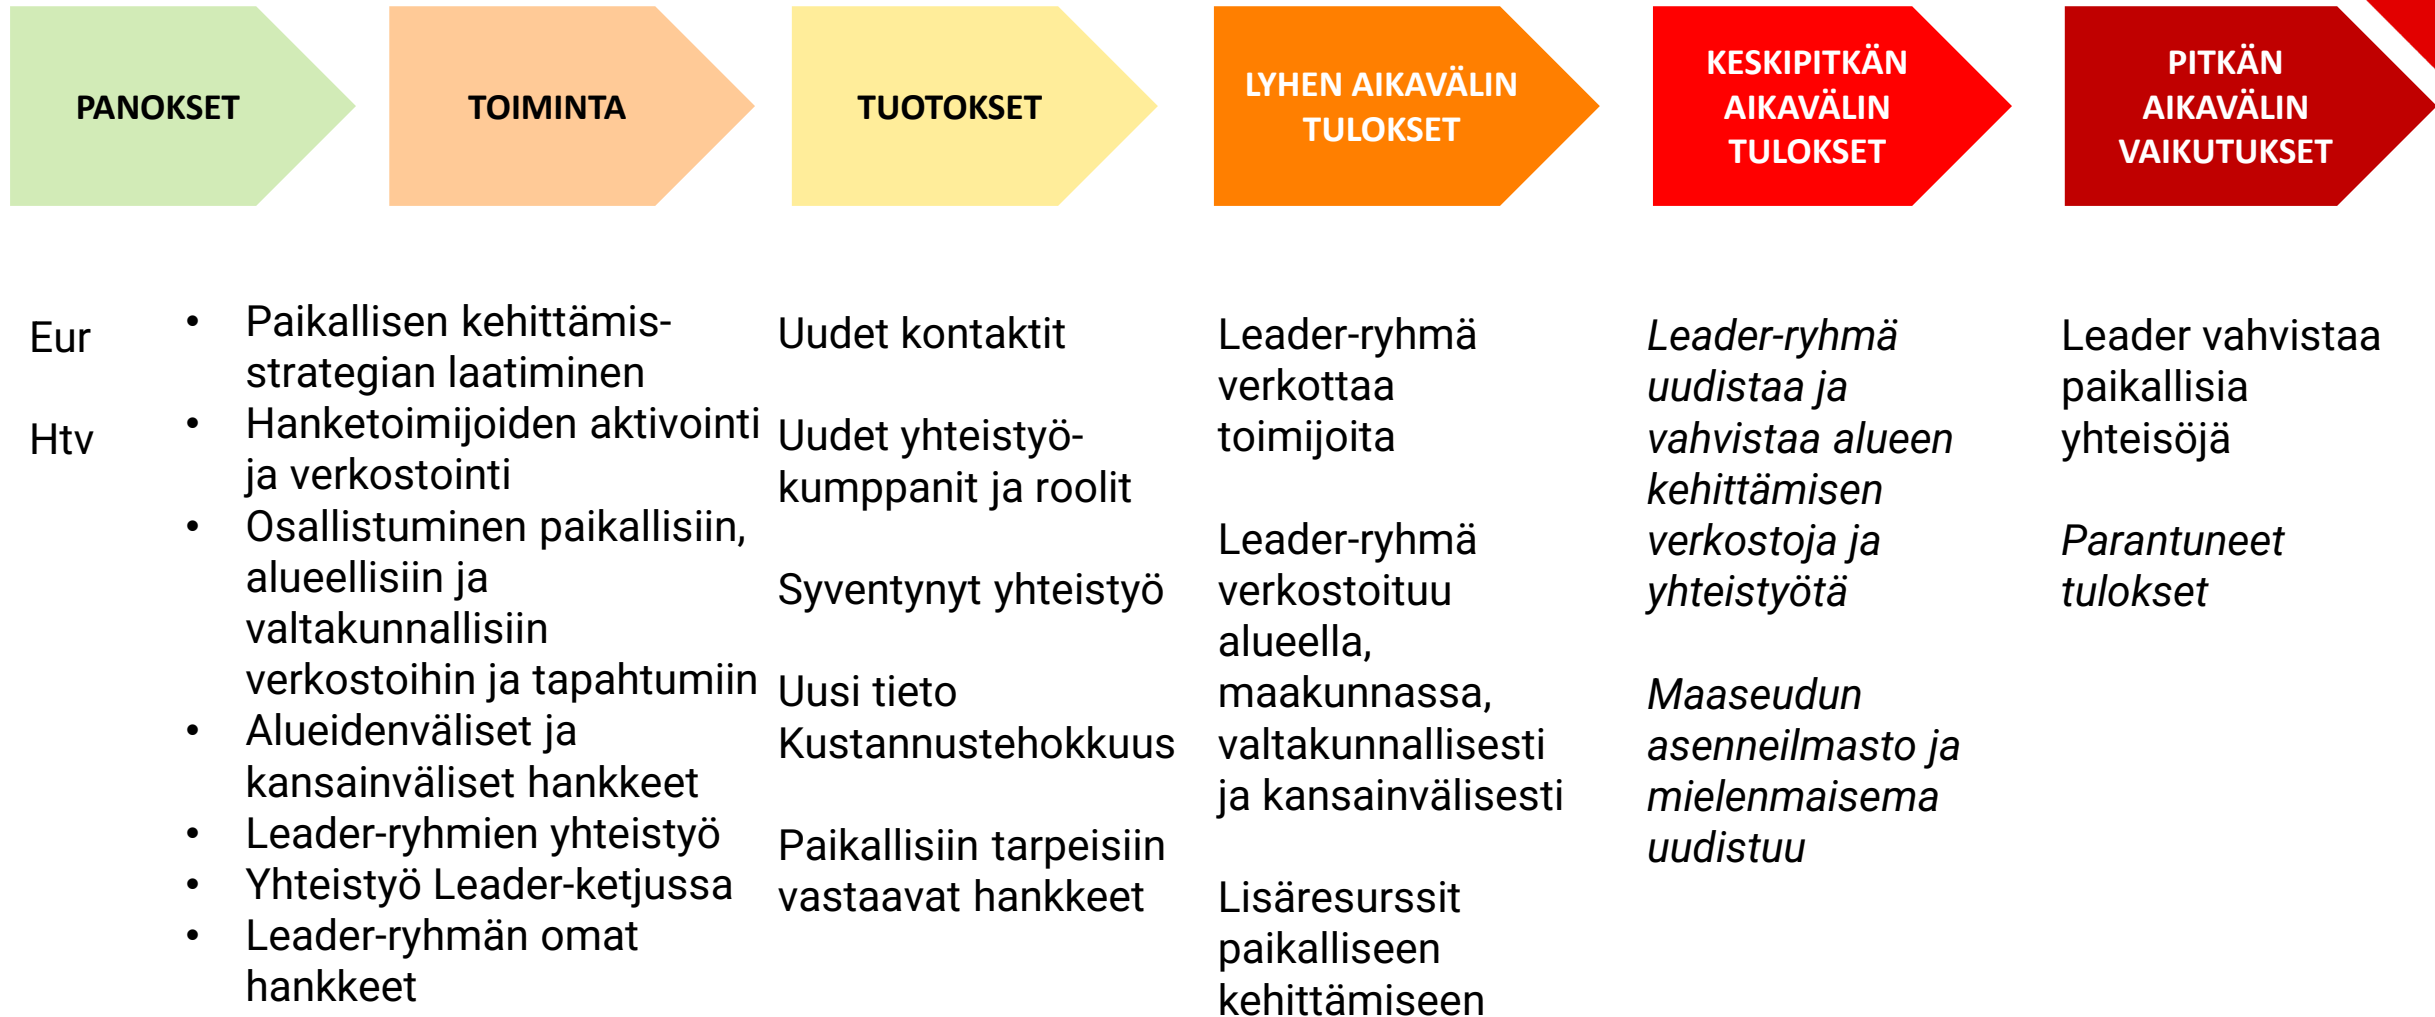 PANOKSET
TOIMINTA
TUOTOKSET
LYHEN AIKAVÄLIN
TULOKSET
KESKIPITKÄN
AIKAVÄLIN
TULOKSET
PITKÄN
AIKAVÄLIN
VAIKUTUKSET
Eur
Htv
• Paikallisen kehittämis-
strategian laatiminen
• Hanketoimijoiden aktivointi
ja verkostointi
• Osallistuminen paikallisiin,
alueellisiin ja
valtakunnallisiin
verkostoihin ja tapahtumiin
• Alueidenväliset ja
kansainväliset hankkeet
• Leader-ryhmien yhteistyö
• Yhteistyö Leader-ketjussa
• Leader-ryhmän omat
hankkeet
Uudet kontaktit
Uudet yhteistyö-
kumppanit ja roolit
Syventynyt yhteistyö
Uusi tieto
Kustannustehokkuus
Paikallisiin tarpeisiin
vastaavat hankkeet
Leader-ryhmä
verkottaa
toimijoita
Leader-ryhmä
verkostoituu
alueella,
maakunnassa,
valtakunnallisesti
ja kansainvälisesti
Lisäresurssit
paikalliseen
kehittämiseen
Leader-ryhmä
uudistaa ja
vahvistaa alueen
kehittämisen
verkostoja ja
yhteistyötä
Maaseudun
asenneilmasto ja
mielenmaisema
uudistuu
Leader vahvistaa
paikallisia
yhteisöjä
Parantuneet
tulokset